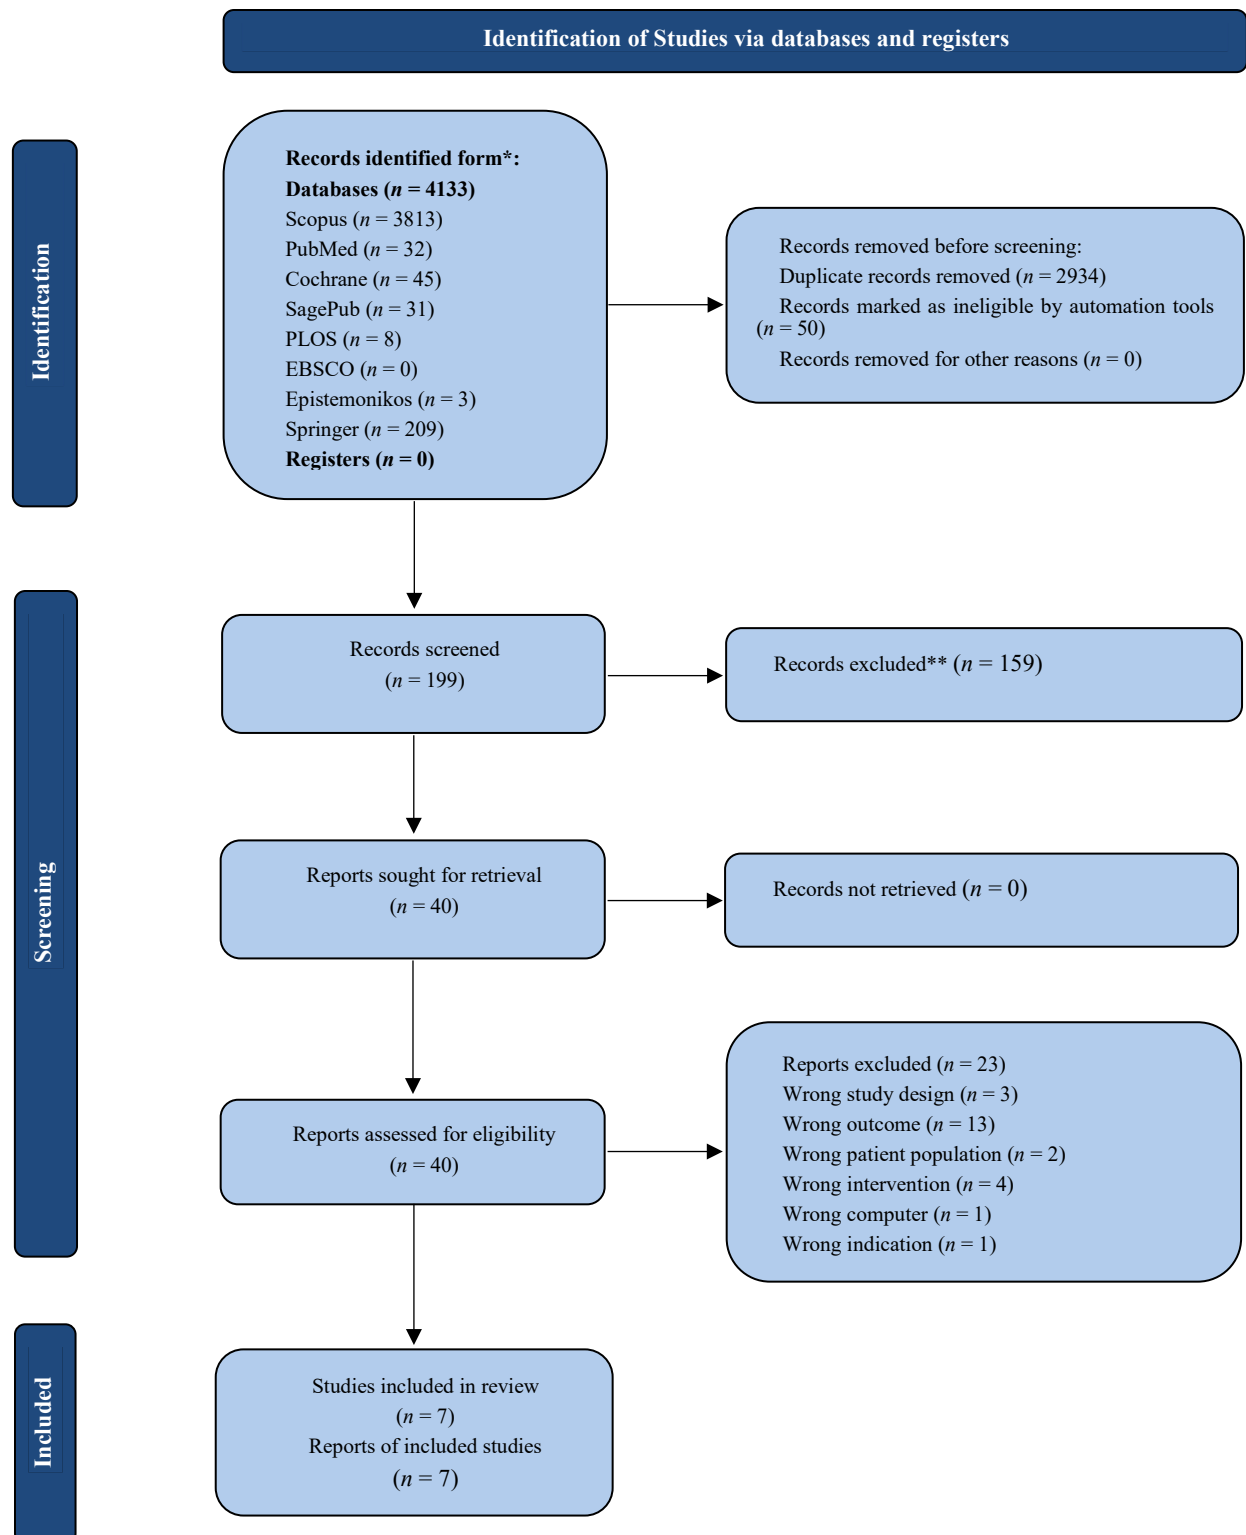 Identification of Studies via databases and registers
Identification
Records identified form*:
Databases (n = 4133)
Scopus (n = 3813)
PubMed (n = 32)
Cochrane (n = 45)
SagePub (n = 31)
PLOS (n = 8)
EBSCO (n = 0)
Epistemonikos (n = 3)
Springer (n = 209)
Registers (n = 0)
Records removed before screening:
Duplicate records removed (n = 2934)
Records marked as ineligible by automation tools
(n = 50)
Records removed for other reasons (n = 0)
Screening
Records screened
(n = 199)
Records excluded** (n = 159)
Reports sought for retrieval
(n = 40)
Records not retrieved (n = 0)
Reports assessed for eligibility
(n = 40)
Reports excluded (n = 23)
Wrong study design (n = 3)
Wrong outcome (n = 13)
Wrong patient population (n = 2)
Wrong intervention (n = 4)
Wrong computer (n = 1)
Wrong indication (n = 1)
Included
Studies included in review
(n = 7)
Reports of included studies
(n = 7)